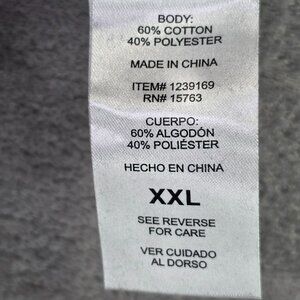 BODY:
60% COTTON
40% POLYESTER
MADE IN CHINA
ITEM# 1239169
RN# 15763
CUERPO:
60% ALGODÓN
40% POLIÉSTER
HECHO EN CHINA
XXL
SEE REVERSE
FOR CARE
VER CUIDADO
AL DORSO